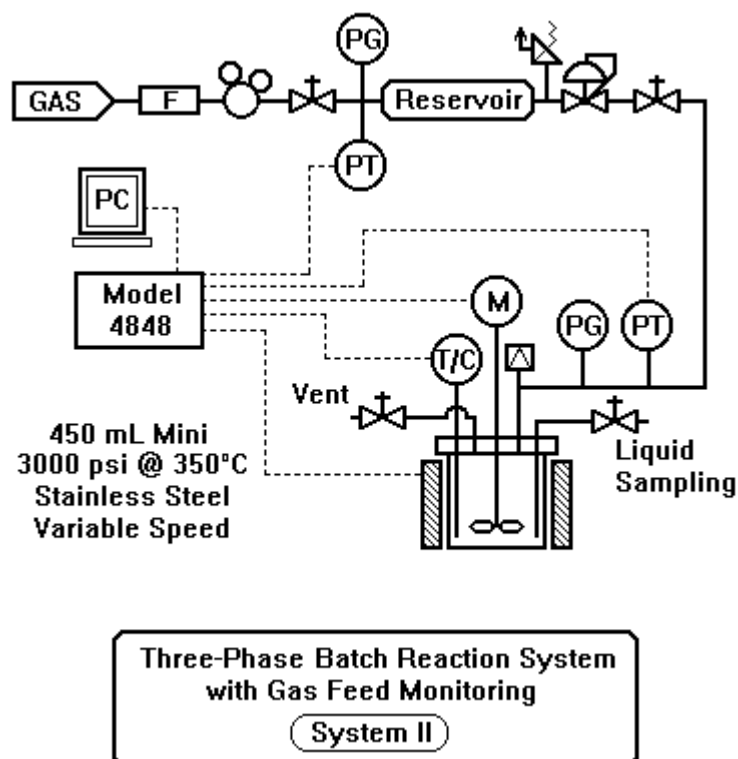 PG
GAS
F
Reservoir
PT
PC
Model
4848
M
PG
PT
T/C
Vent
Liquid
Sampling
450 mL Mini
3000 psi @ 350°C
Stainless Steel
Variable Speed
Three-Phase Batch Reaction System
with Gas Feed Monitoring
System II